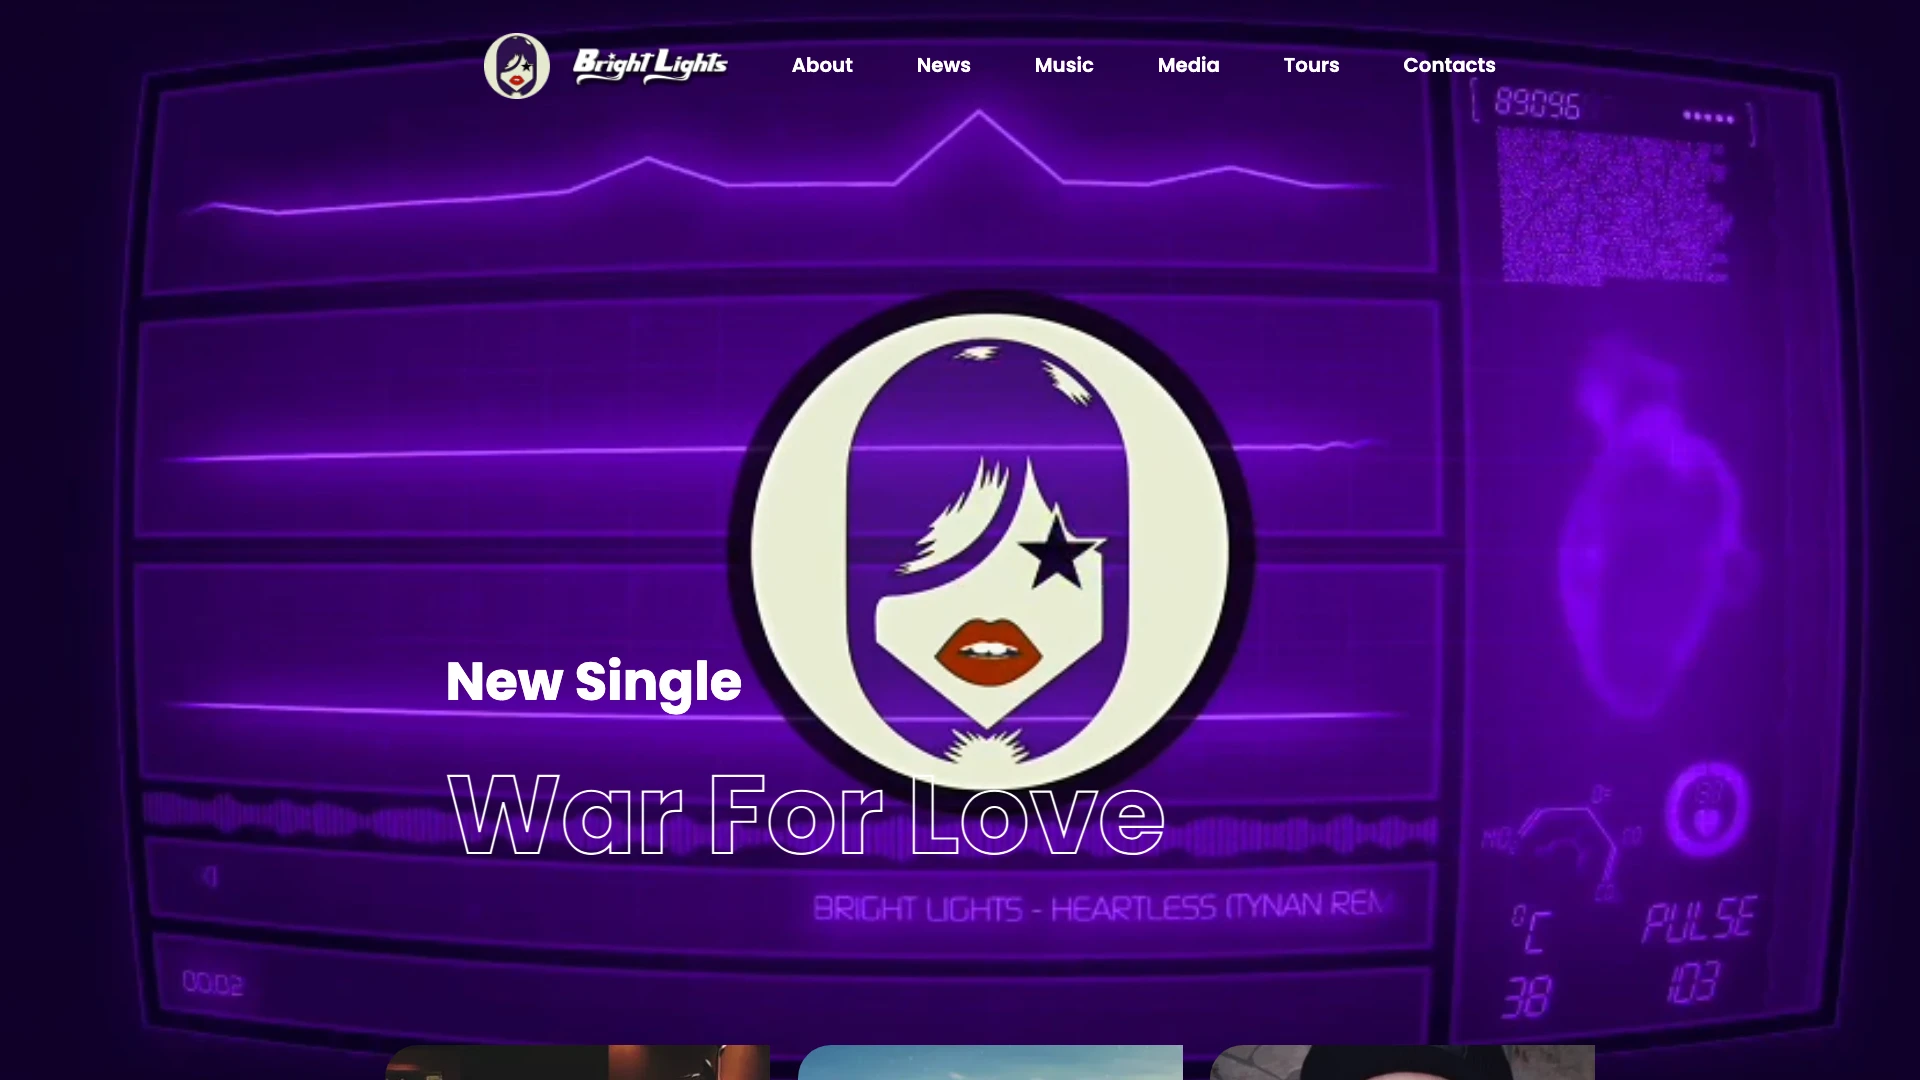 Bright Lights
About
News
Music
Media
Tours
Contacts
89096
New Single
War For Love
BRIGHT LIGHTS - HEARTLESS (TYNAN REM
00:02
°C
PULSE
38
103